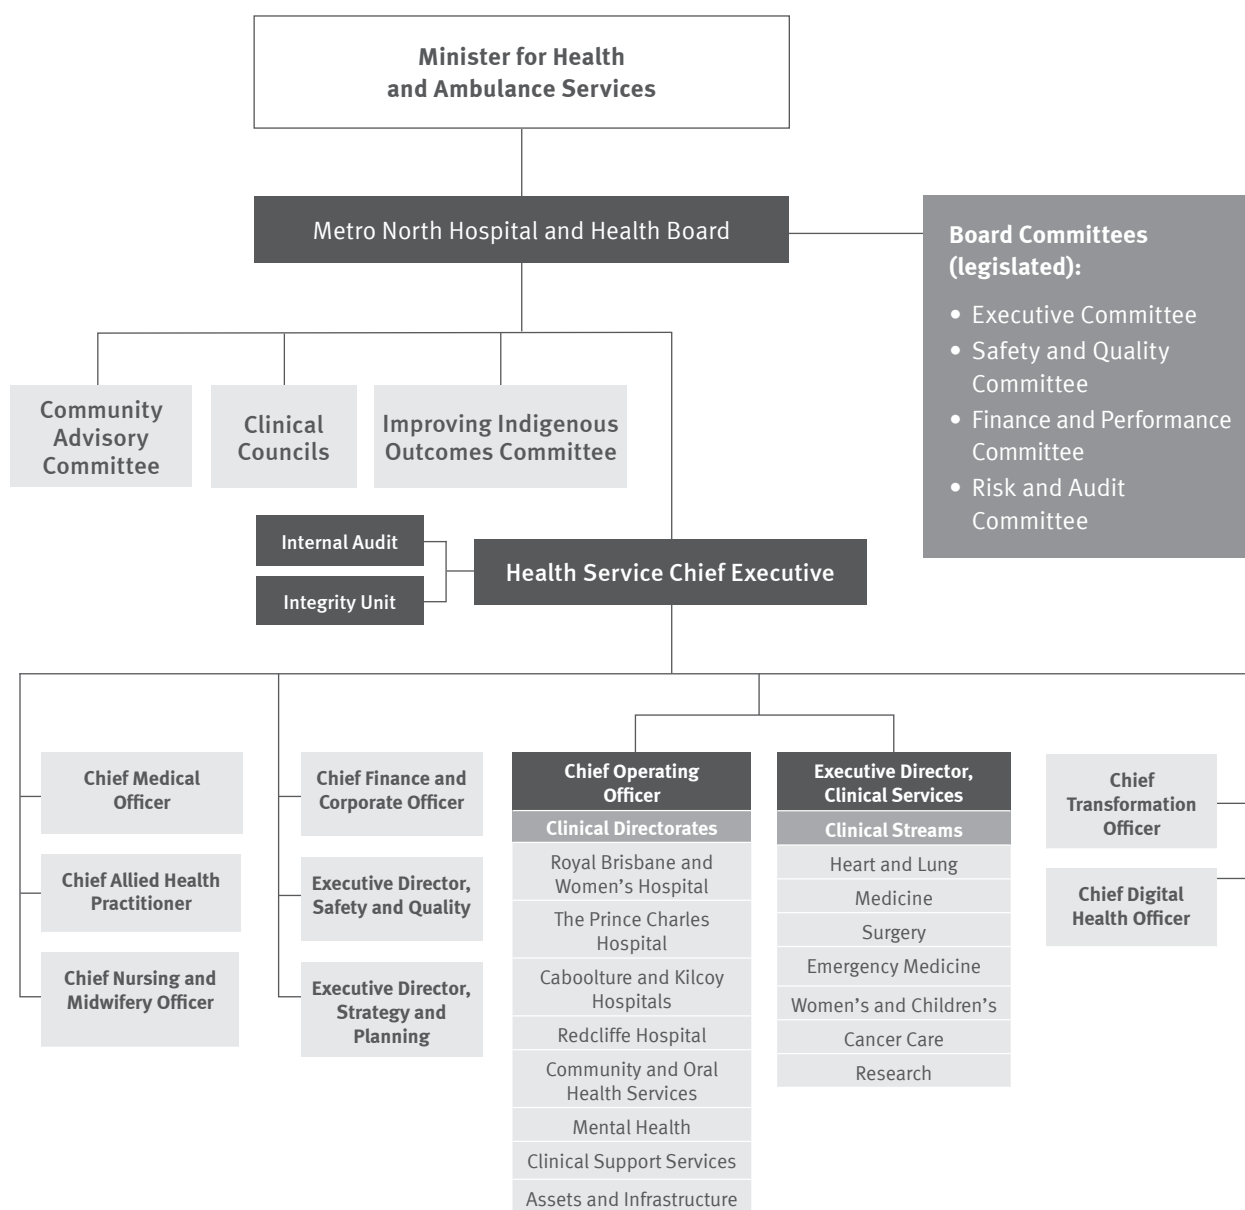 Minister for Health
and Ambulance Services
Metro North Hospital and Health Board
Board Committees
(legislated):
• Executive Committee
• Safety and Quality
Committee
• Finance and Performance
Committee
• Risk and Audit
Committee
Community
Advisory
Committee
Clinical
Councils
Improving Indigenous
Outcomes Committee
Internal Audit
Integrity Unit
Health Service Chief Executive
Chief Medical
Officer
Chief Allied Health
Practitioner
Chief Nursing and
Midwifery Officer
Chief Finance and
Corporate Officer
Executive Director,
Safety and Quality
Executive Director,
Strategy and
Planning
Chief Operating
Officer
Clinical Directorates
Royal Brisbane and
Women's Hospital
The Prince Charles
Hospital
Caboolture and Kilcoy
Hospitals
Redcliffe Hospital
Community and Oral
Health Services
Mental Health
Clinical Support Services
Assets and Infrastructure
Executive Director,
Clinical Services
Clinical Streams
Heart and Lung
Medicine
Surgery
Emergency Medicine
Women's and Children's
Cancer Care
Research
Chief
Transformation
Officer
Chief Digital
Health Officer